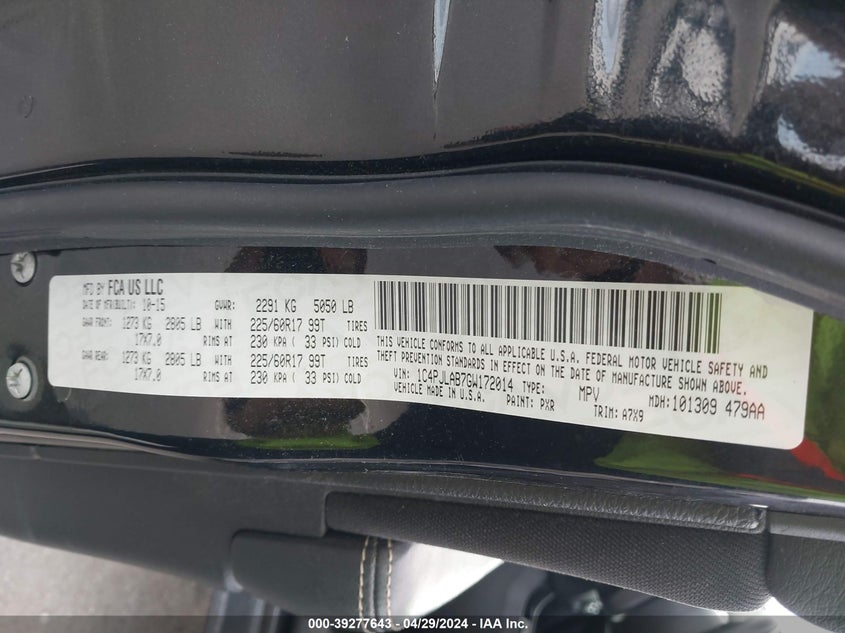 MFD BY FCA US LLC
DATE OF MFR/BUILT: 10-15 GVWR: 2291 KG 5050 LB
GAWR FRONT: 1273 KG 2805 LB WITH 225/60R17 99T TIRES
17X7.0 RIMS AT 230 KPA ( 33 PSI) COLD
GAWR REAR: 1273 KG 2805 LB WITH 225/60R17 99T TIRES
17X7.0 RIMS AT 230 KPA ( 33 PSI) COLD
THIS VEHICLE CONFORMS TO ALL APPLICABLE U.S.A. FEDERAL MOTOR VEHICLE SAFETY AND
THEFT PREVENTION STANDARDS IN EFFECT ON THE DATE OF MANUFACTURE SHOWN ABOVE.
VIN: 1C4PJLAB7GW172014 TYPE: MPV MDH: 101309 479AA
VEHICLE MADE IN U.S.A. PAINT: PXR TRIM: A7X9
000-39277643 - 04/29/2024 - IAA Inc.